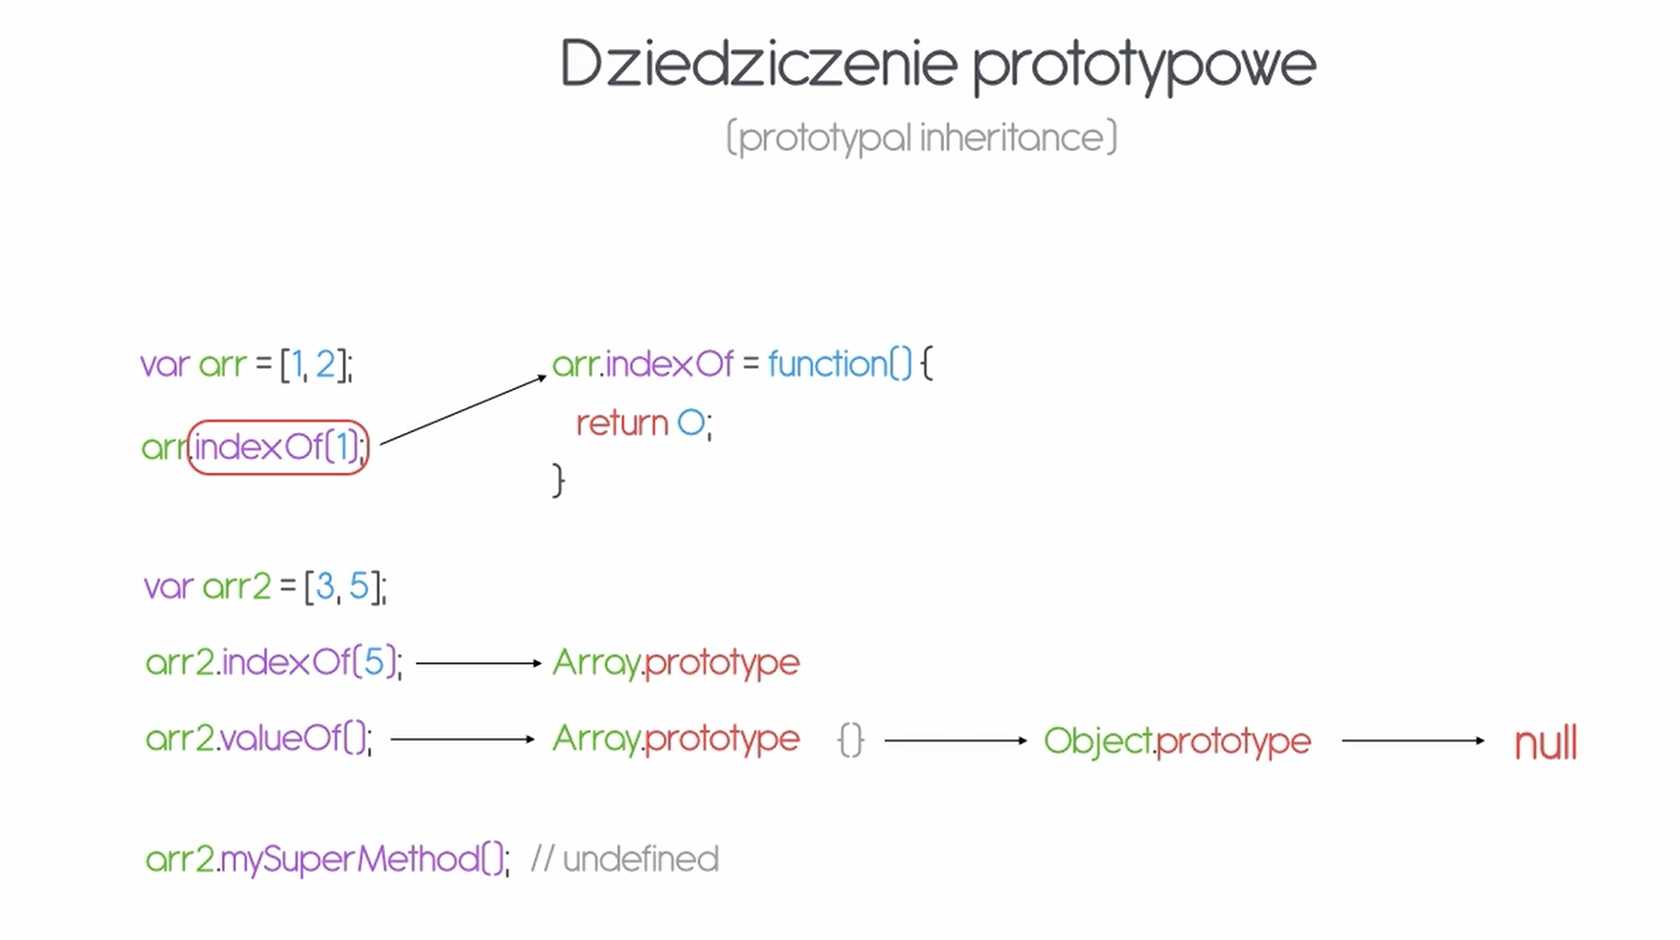 Dziedziczenie prototypowe
(prototypal inheritance)
var arr = [1, 2];
arr.indexOf(1);
arr.indexOf = function() {
return 0;
}
var arr2 = [3, 5];
arr2.indexOf(5);
Array.prototype
arr2.valueOf();
Array.prototype {}
Object.prototype
null
arr2.mySuperMethod(); // undefined